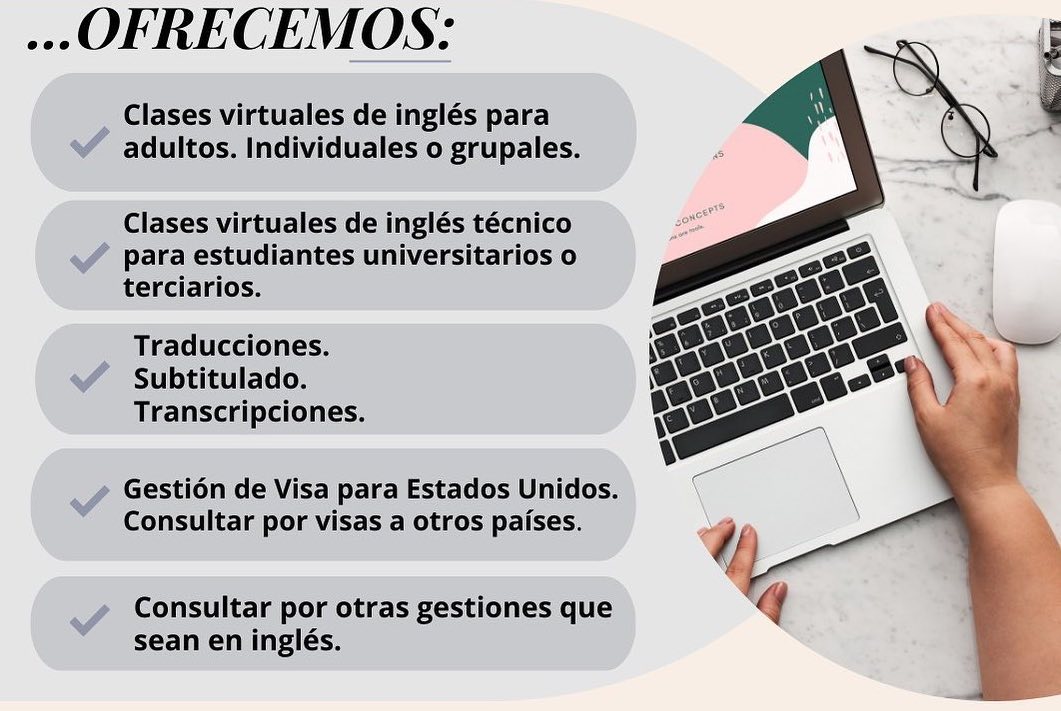 ...OFRECEMOS:
Clases virtuales de inglés para
adultos. Individuales o grupales.
Clases virtuales de inglés técnico
para estudiantes universitarios o
terciarios.
Traducciones.
Subtitulado.
Transcripciones.
Gestión de Visa para Estados Unidos.
Consultar por visas a otros países.
Consultar por otras gestiones que
sean en inglés.
CONCEPTS